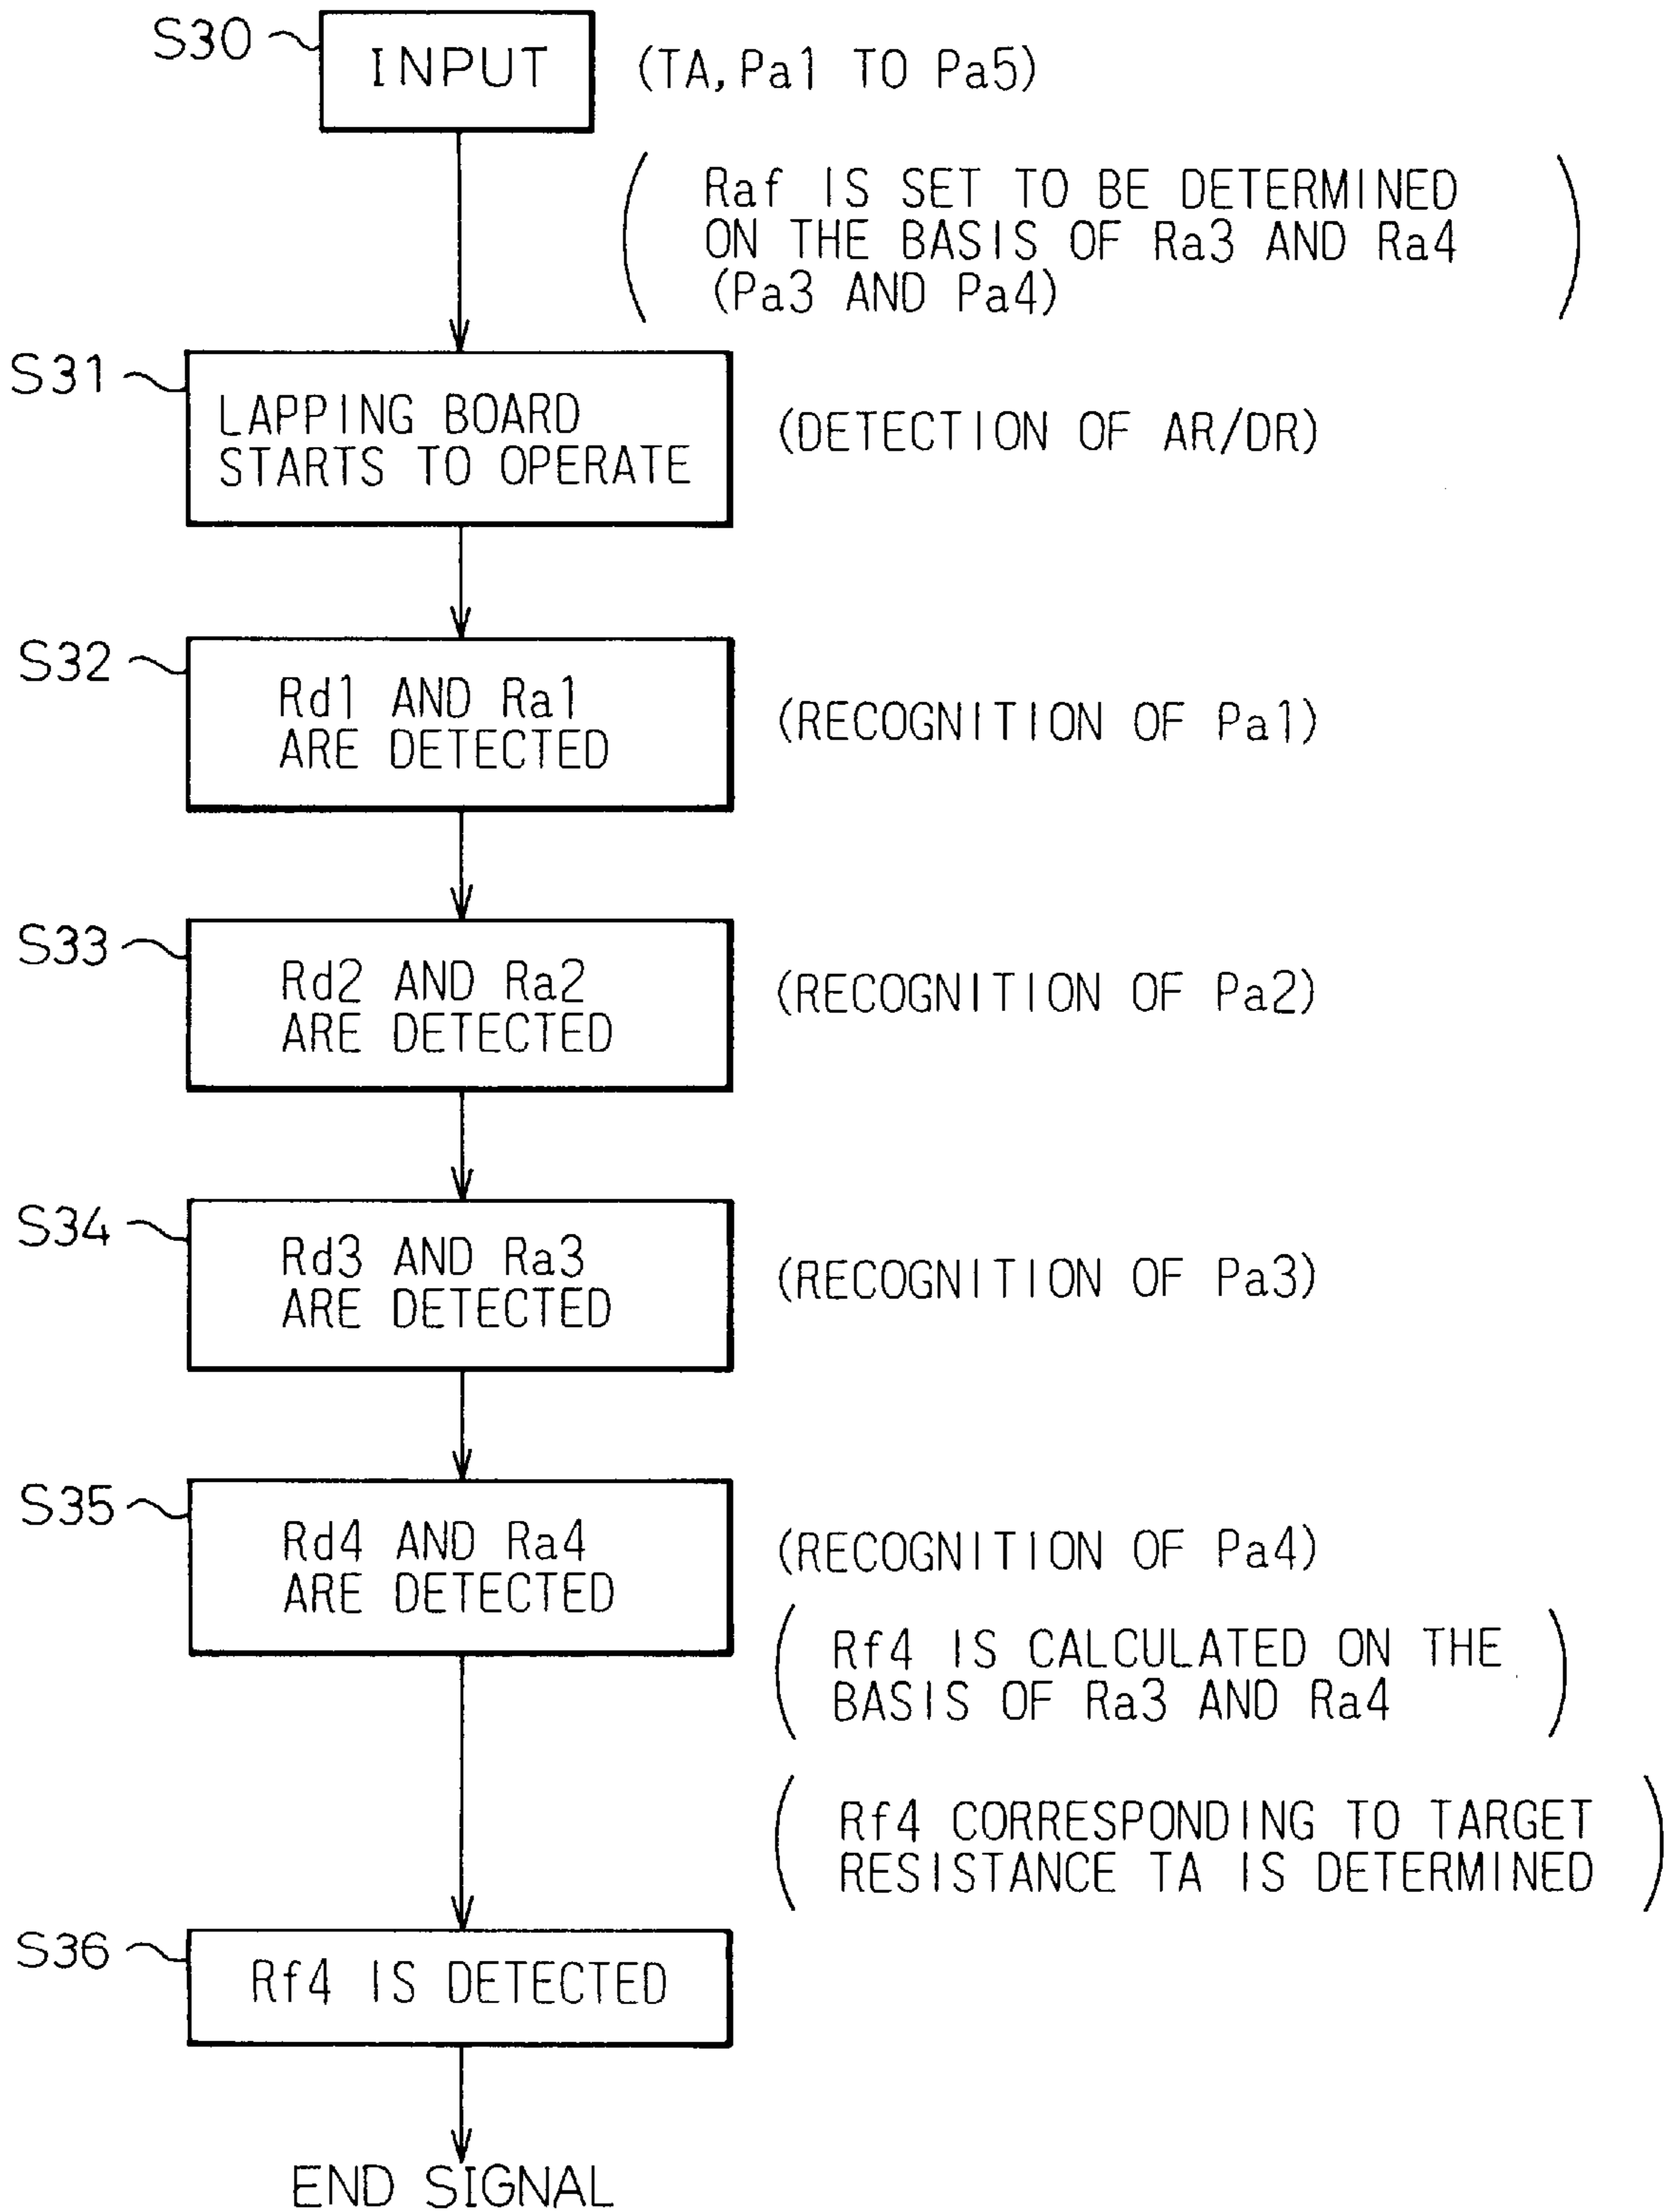 S30
INPUT
(TA, Pa1 TO Pa5)
Raf IS SET TO BE DETERMINED
ON THE BASIS OF Ra3 AND Ra4
(Pa3 AND Pa4)
S31
LAPPING BOARD
STARTS TO OPERATE
(DETECTION OF AR/DR)
S32
Rd1 AND Ra1
ARE DETECTED
(RECOGNITION OF Pa1)
S33
Rd2 AND Ra2
ARE DETECTED
(RECOGNITION OF Pa2)
S34
Rd3 AND Ra3
ARE DETECTED
(RECOGNITION OF Pa3)
S35
Rd4 AND Ra4
ARE DETECTED
(RECOGNITION OF Pa4)
Rf4 IS CALCULATED ON THE
BASIS OF Ra3 AND Ra4
Rf4 CORRESPONDING TO TARGET
RESISTANCE TA IS DETERMINED
S36
Rf4 IS DETECTED
END SIGNAL